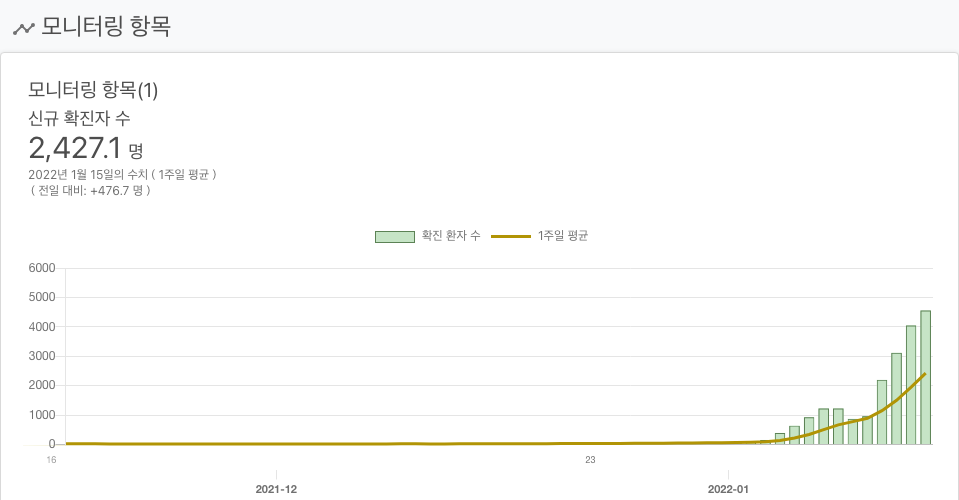 모니터링 항목
모니터링 항목(1)
신규 확진자 수
2,427.1 명
2022년 1월 15일의 수치 ( 1주일 평균 )
( 전일 대비: +476.7 명 )
확진 환자 수 1주일 평균
6000
5000
4000
3000
2000
1000
0
16 23
2021-12 2022-01